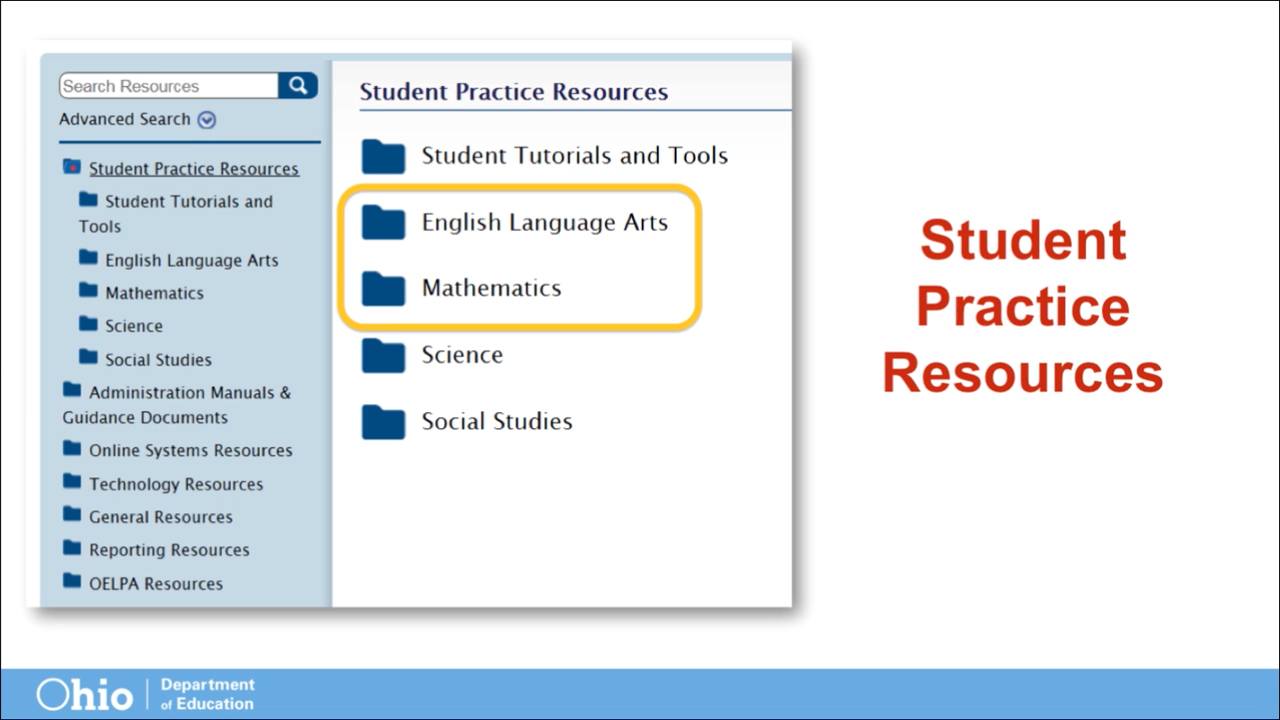 Search Resources
Advanced Search
Student Practice Resources
Student Tutorials and
Tools
English Language Arts
Mathematics
Science
Social Studies
Administration Manuals &
Guidance Documents
Online Systems Resources
Technology Resources
General Resources
Reporting Resources
OELPA Resources
Student Practice Resources
Student Tutorials and Tools
English Language Arts
Mathematics
Science
Social Studies
Student
Practice
Resources
Ohio
Department
of Education